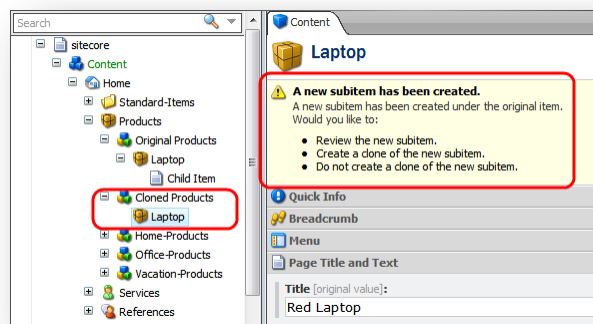 Search
sitecore
Content
Home
Standard-Items
Products
Original Products
Laptop
Child Item
Cloned Products
Laptop
Home-Products
Office-Products
Vacation-Products
Services
References
Content
Laptop
A new subitem has been created.
A new subitem has been created under the original item.
Would you like to:
• Review the new subitem.
• Create a clone of the new subitem.
• Do not create a clone of the new subitem.
Quick Info
Breadcrumb
Menu
Page Title and Text
Title [original value]:
Red Laptop